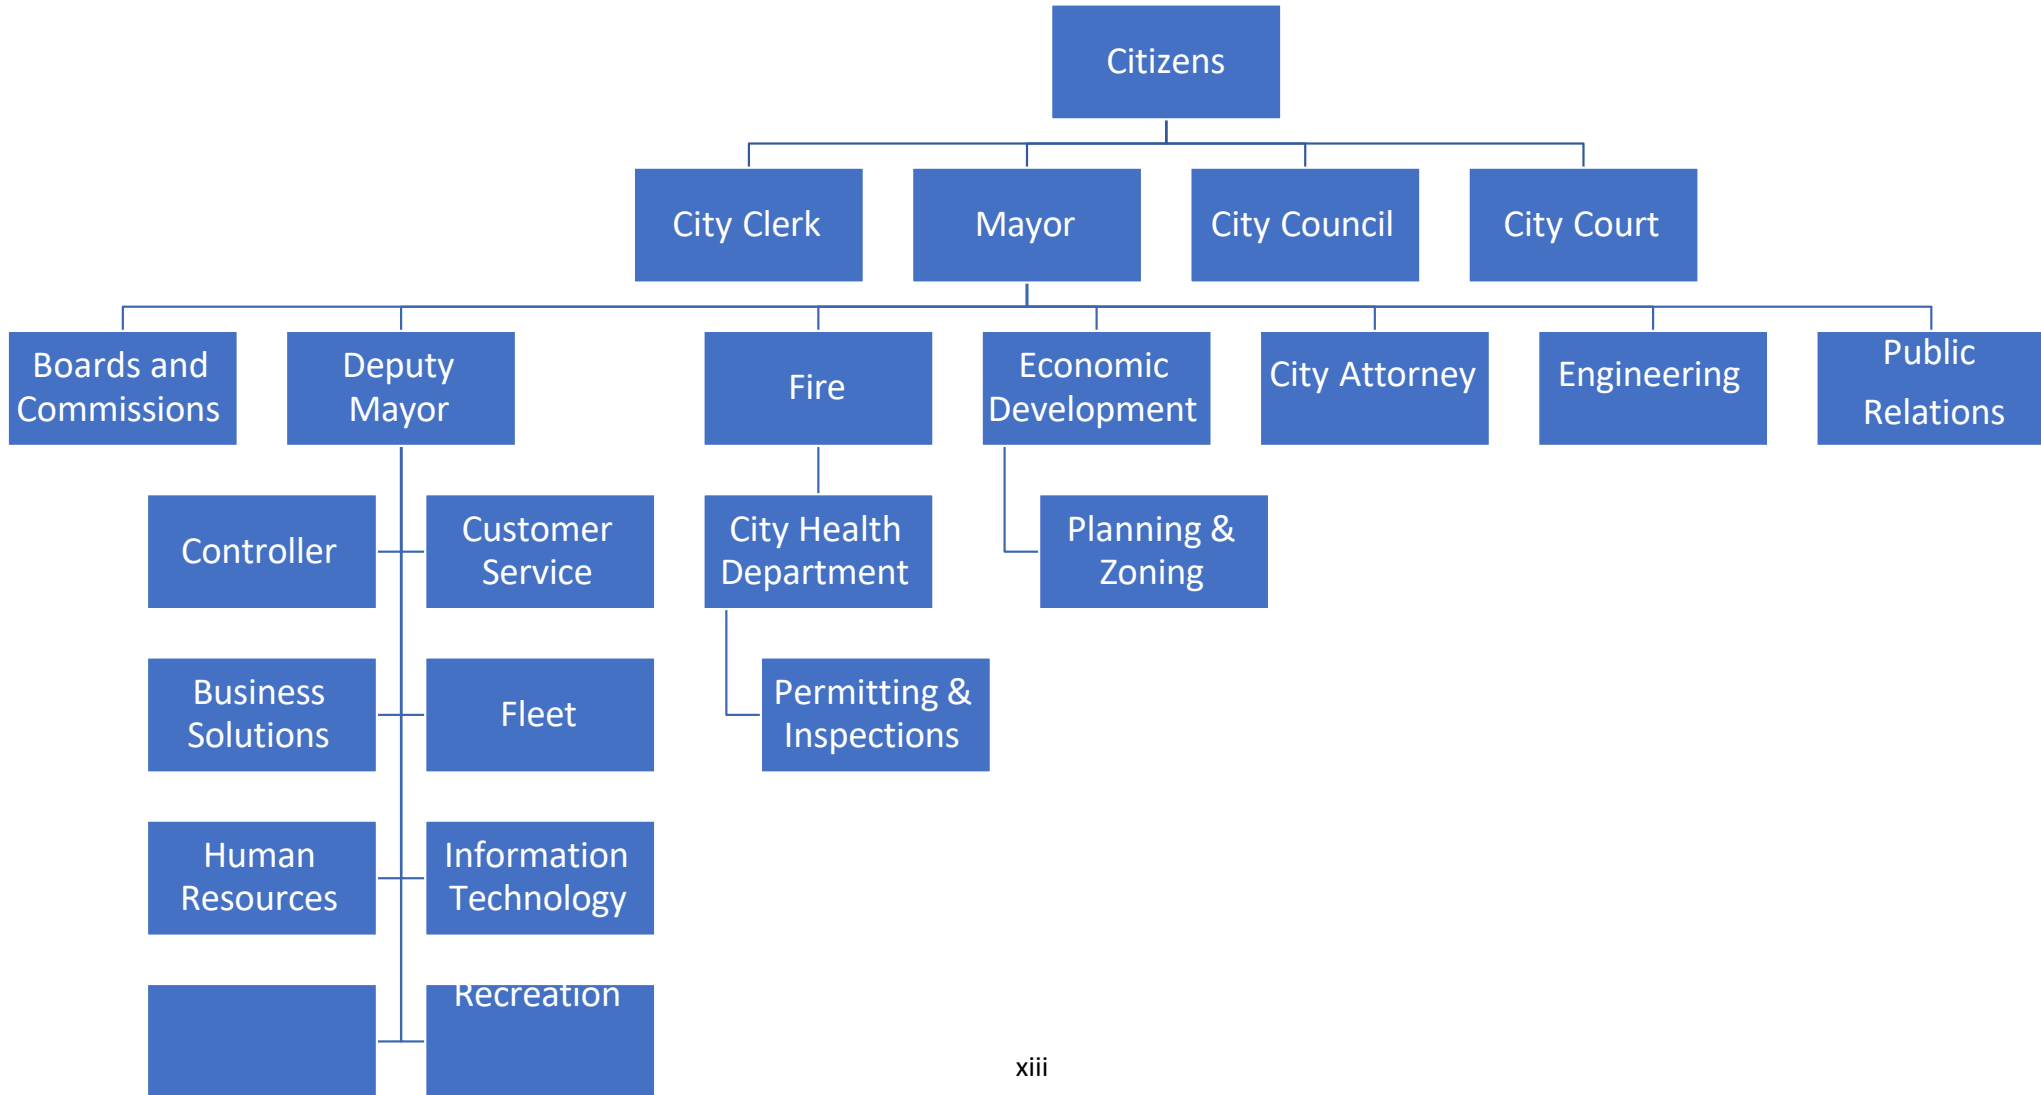 Citizens
City Clerk
Mayor
City Council
City Court
Boards and
Commissions
Deputy
Mayor
Fire
Economic
Development
City Attorney
Engineering
Public
Relations
Controller
Customer
Service
City Health
Department
Planning &
Zoning
Business
Solutions
Fleet
Permitting &
Inspections
Human
Resources
Information
Technology
Recreation
xiii